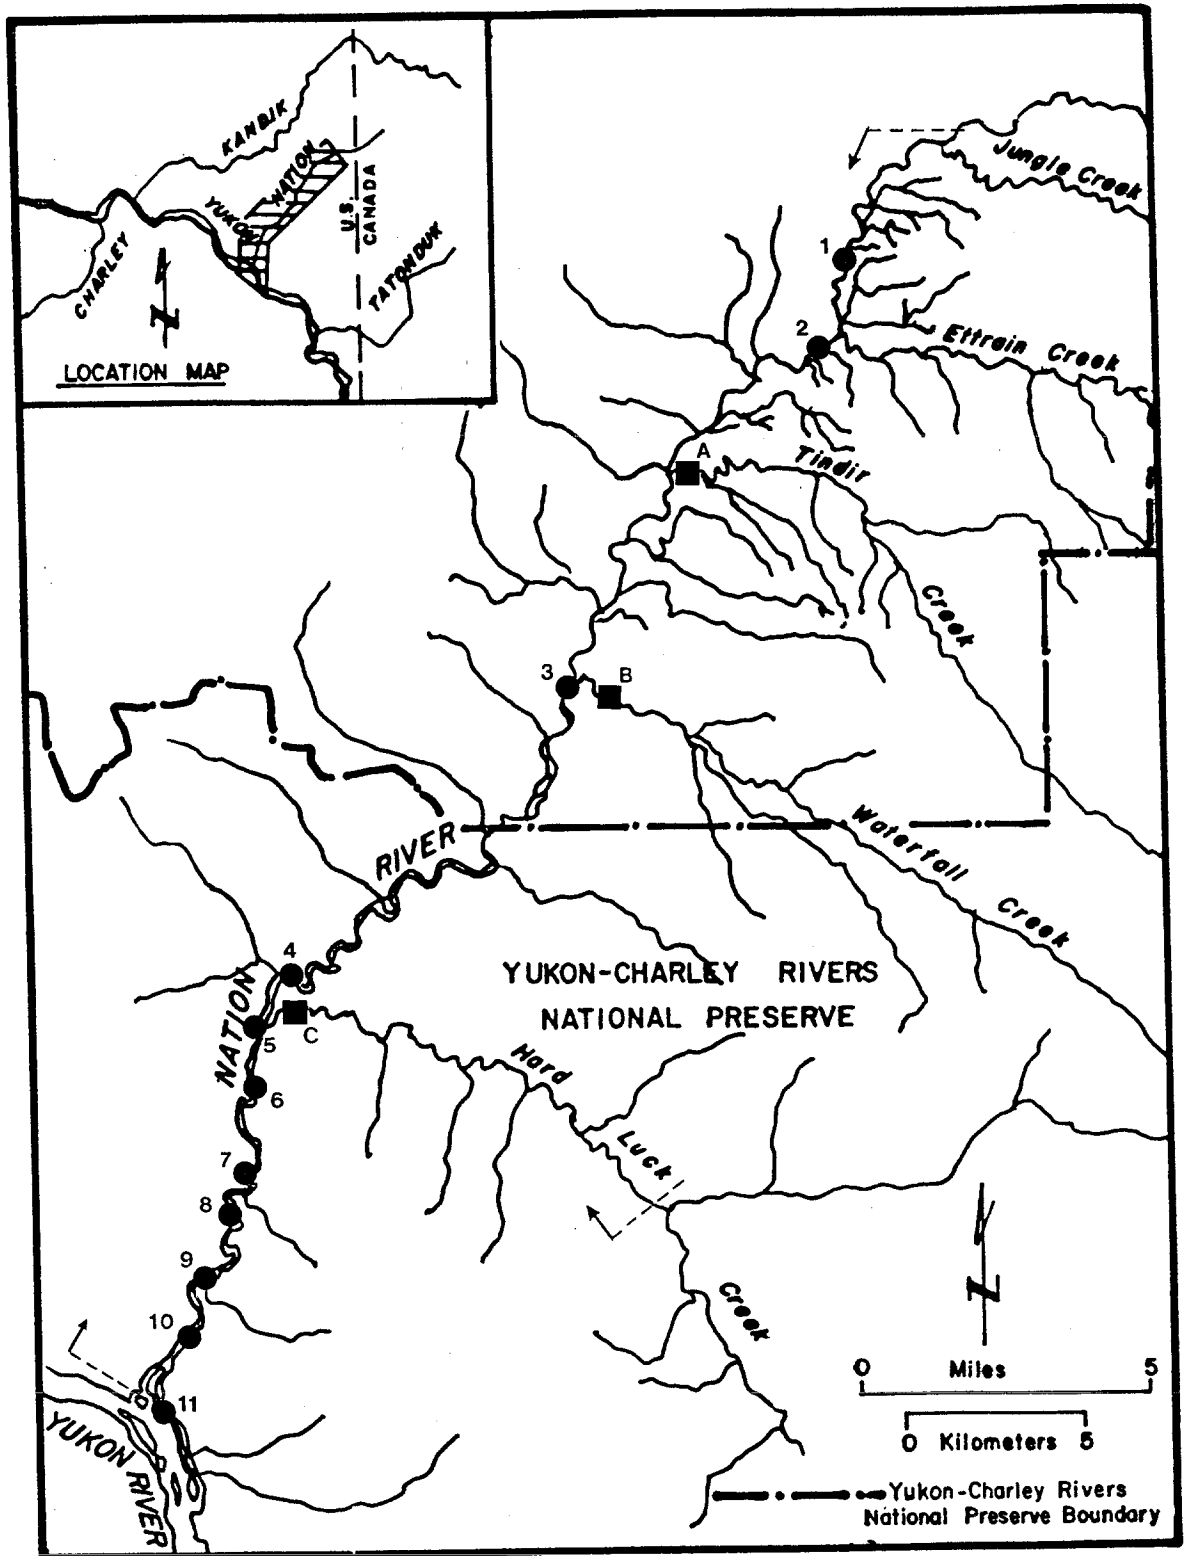 KANDIK
NATION
YUKON
U.S.
CANADA
CHARLEY
TATONDUK
N
LOCATION MAP
Jungle Creek
1
2
Ettrain Creek
A
Tindir
Creek
3
B
RIVER
Waterfall
Creek
4
YUKON-CHARLEY RIVERS
NATIONAL PRESERVE
NATION
C
5
Hard
6
Luck
7
8
9
Creek
10
11
N
0 Miles 5
0 Kilometers 5
YUKON RIVER
Yukon-Charley Rivers
National Preserve Boundary